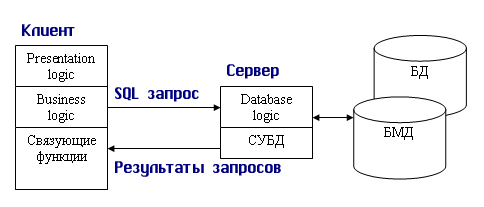 Клиент
Presentation
logic
Business
logic
Связующие
функции
SQL запрос
Результаты запросов
Сервер
Database
logic
СУБД
БД
БМД